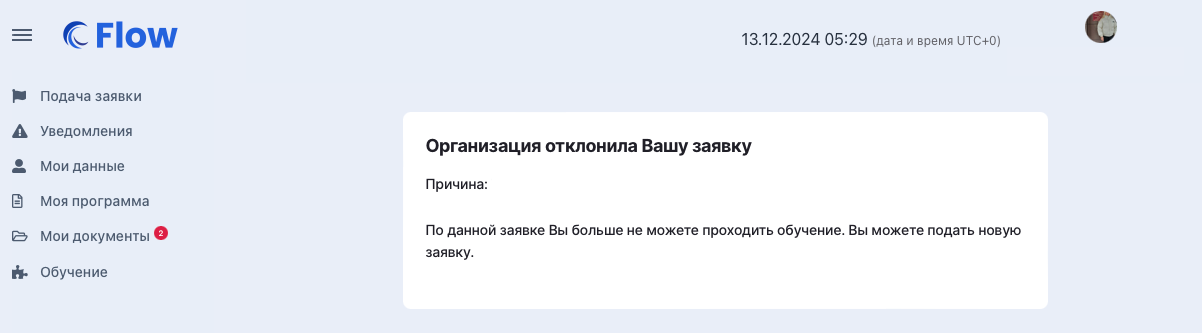 Flow
13.12.2024 05:29 (дата и время UTC+0)
Подача заявки
Уведомления
Мои данные
Моя программа
Мои документы 2
Обучение
Организация отклонила Вашу заявку
Причина:
По данной заявке Вы больше не можете проходить обучение. Вы можете подать новую
заявку.